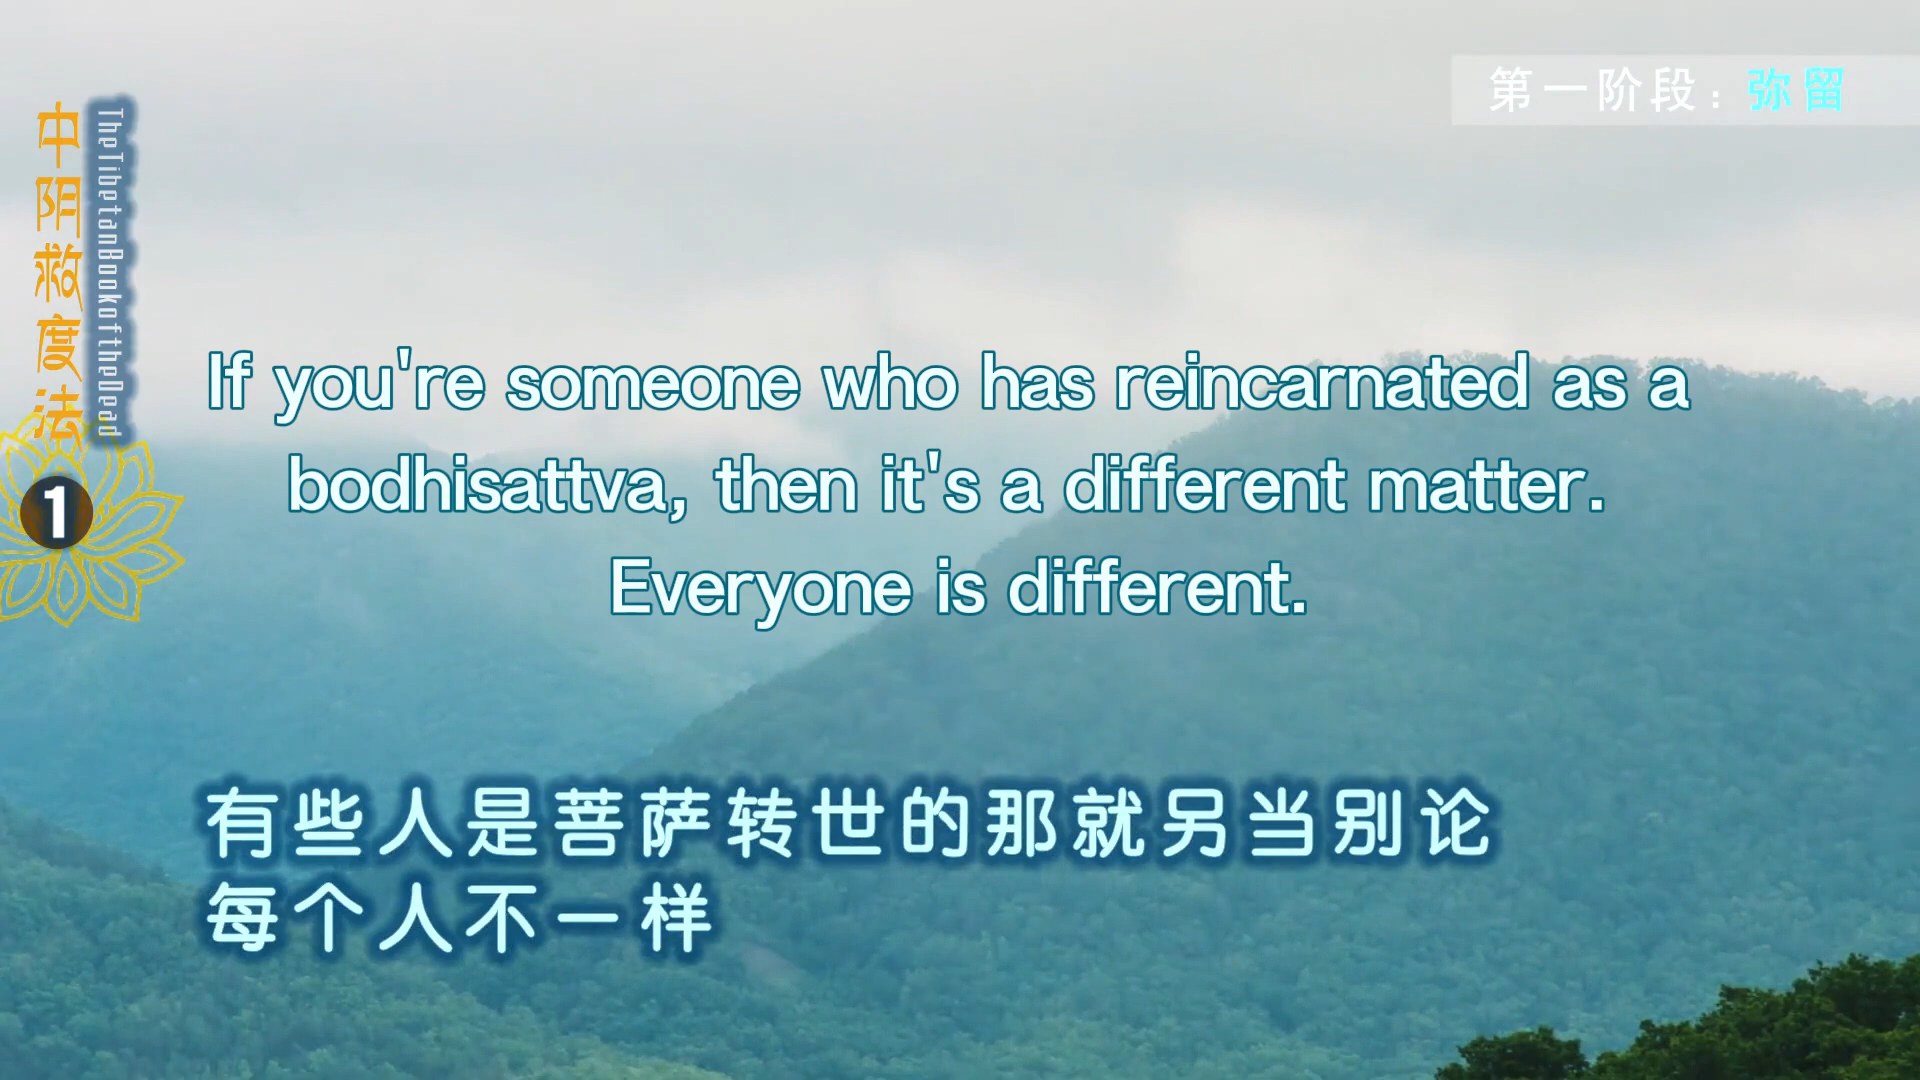 第一阶段：弥留
中阴救度法
TheTibetanBookoftheDead
1
If you're someone who has reincarnated as a
bodhisattva, then it's a different matter.
Everyone is different.
有些人是菩萨转世的那就另当别论
每个人不一样